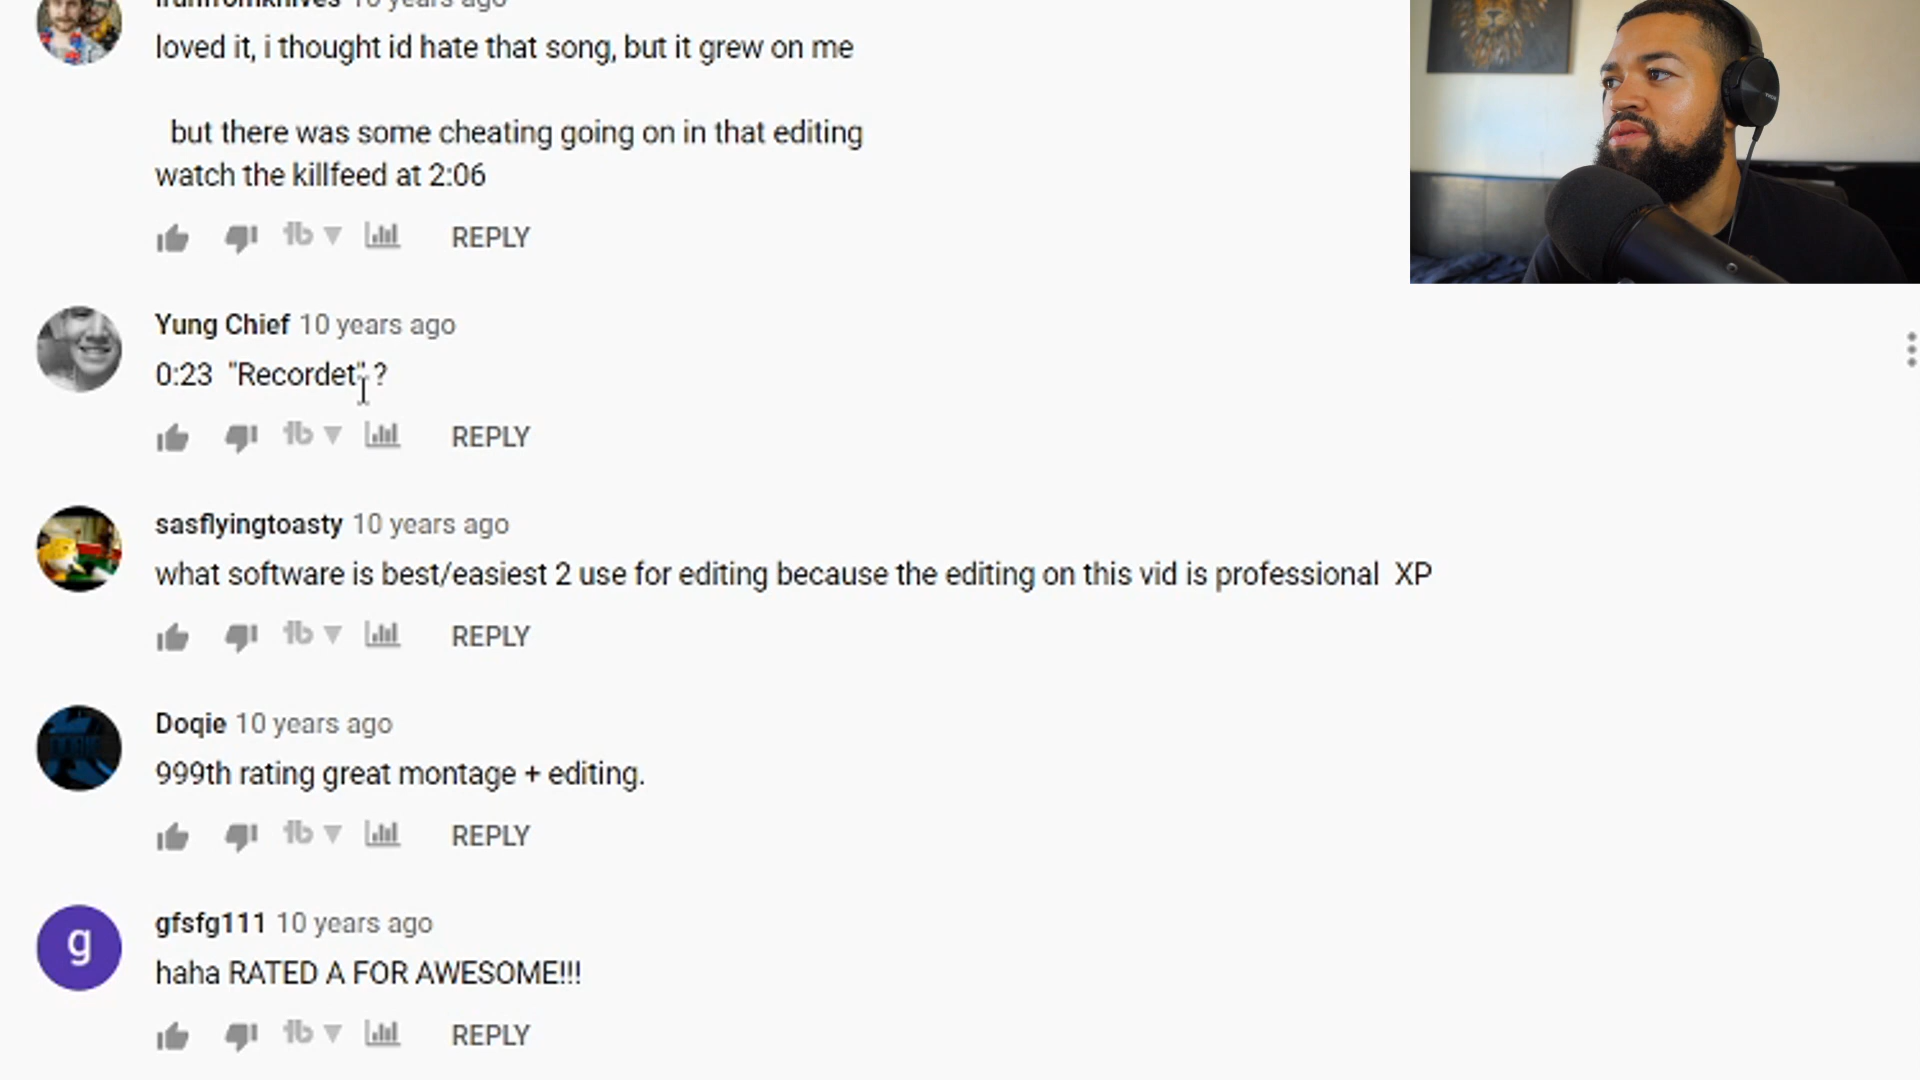 10 years ago
loved it, i thought id hate that song, but it grew on me
but there was some cheating going on in that editing
watch the killfeed at 2:06
REPLY
Yung Chief 10 years ago
0:23 "Recordet" ?
REPLY
sasflyingtoasty 10 years ago
what software is best/easiest 2 use for editing because the editing on this vid is professional XP
REPLY
Doqie 10 years ago
999th rating great montage + editing.
REPLY
g
gfsfg111 10 years ago
haha RATED A FOR AWESOME!!!
REPLY